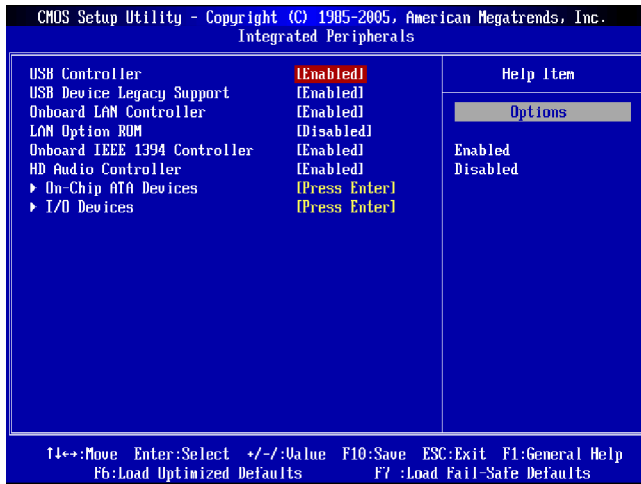 CMOS Setup Utility - Copyright (C) 1985-2005, American Megatrends, Inc.
Integrated Peripherals
USB Controller [Enabled]
USB Device Legacy Support [Enabled]
Onboard LAN Controller [Enabled]
LAN Option ROM [Disabled]
Onboard IEEE 1394 Controller [Enabled]
HD Audio Controller [Enabled]
▶ On-Chip ATA Devices [Press Enter]
▶ I/O Devices [Press Enter]
Help Item
Options
Enabled
Disabled
↑↓←→:Move Enter:Select +/-/:Value F10:Save ESC:Exit F1:General Help
F6:Load Optimized Defaults F7 :Load Fail-Safe Defaults